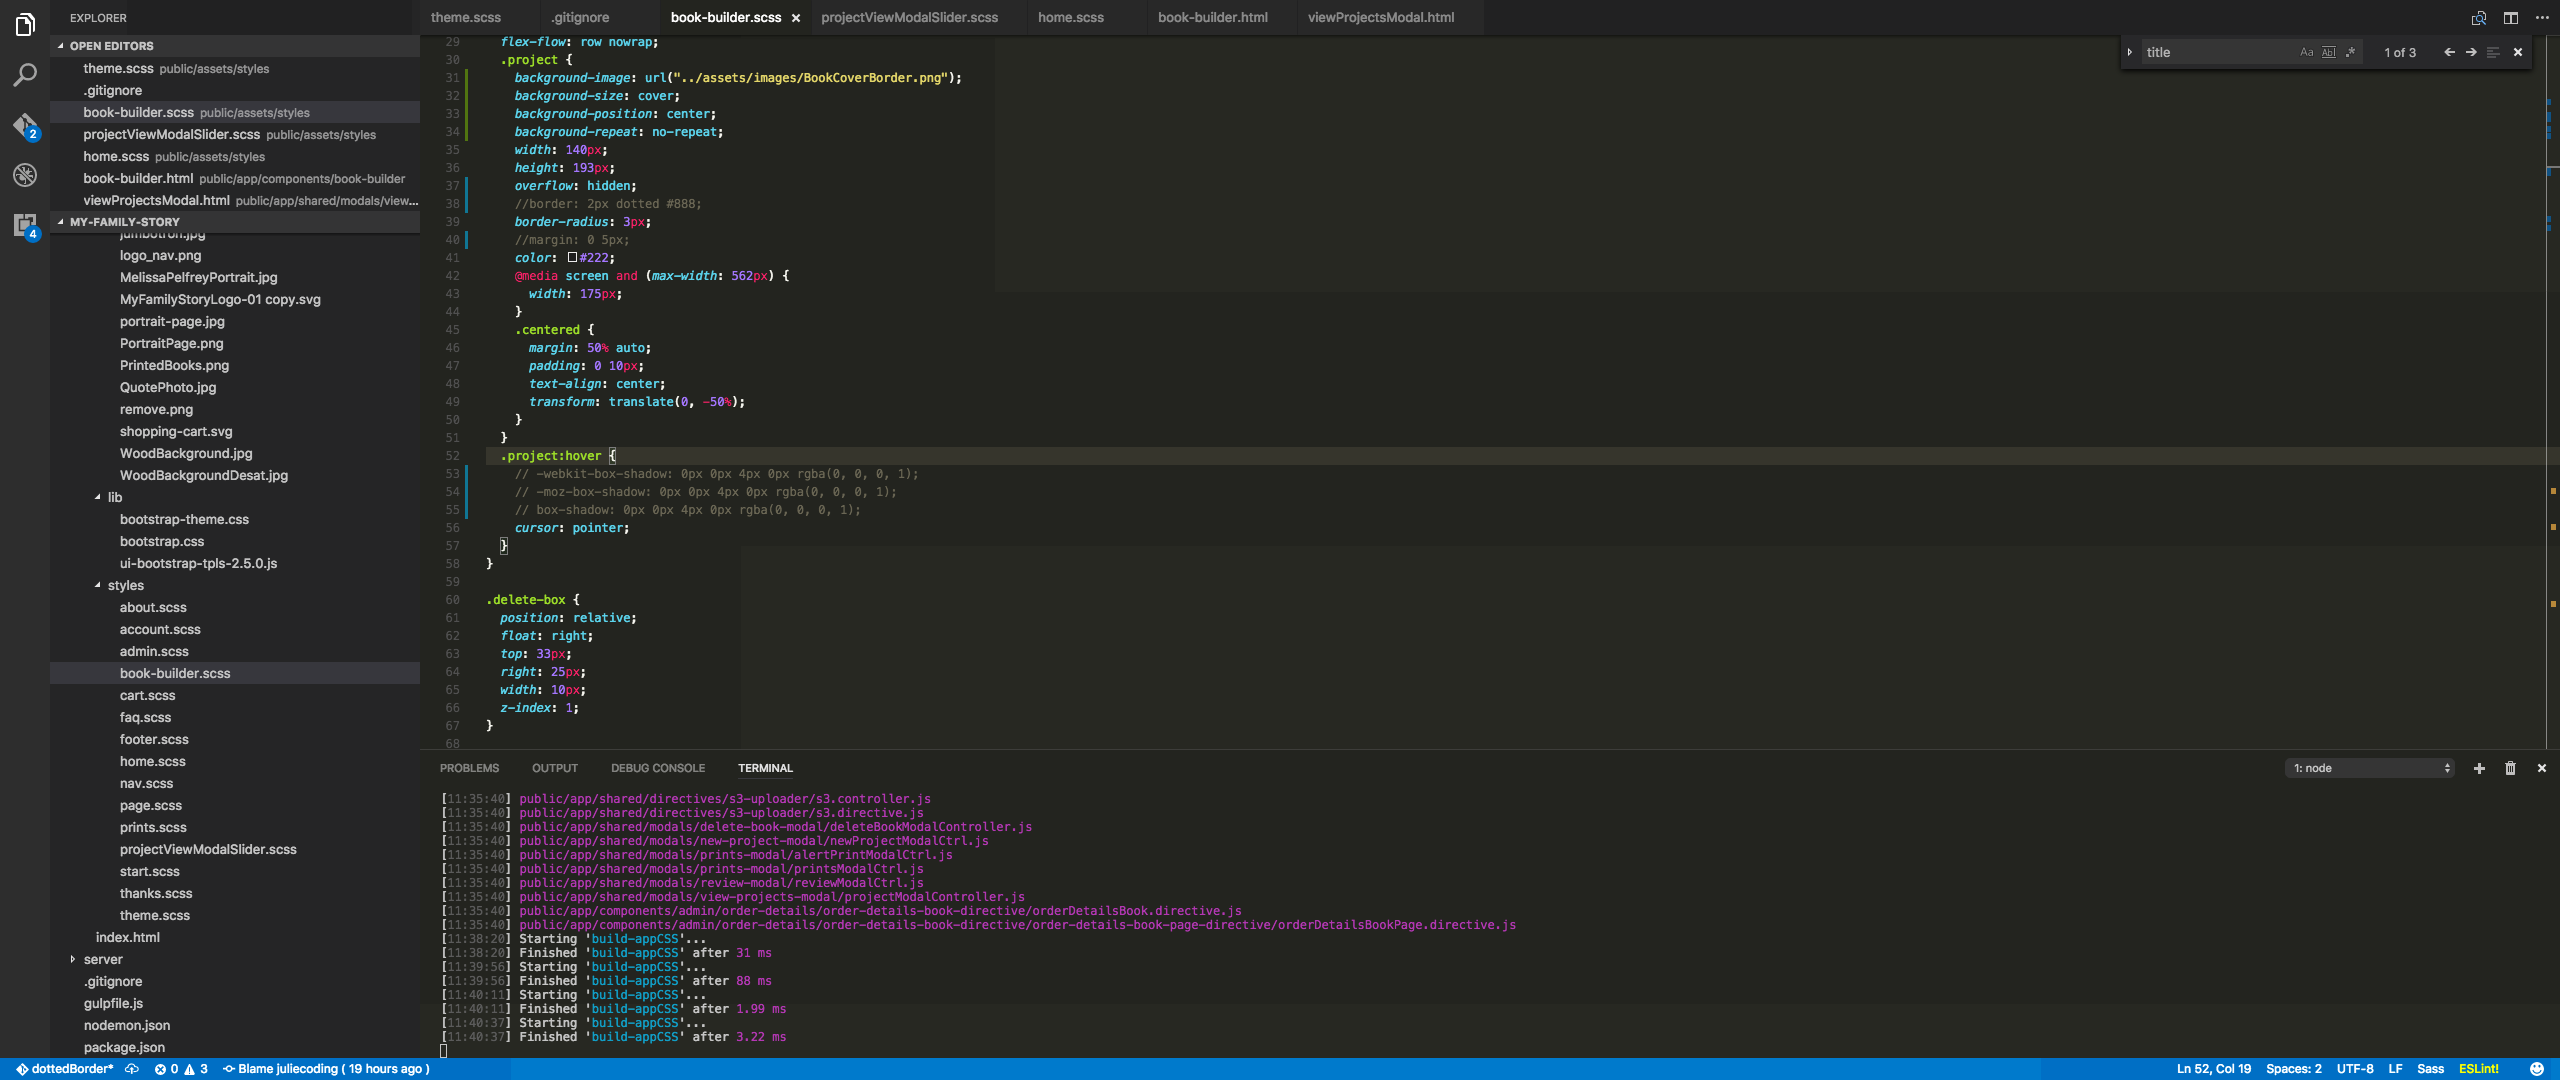 EXPLORER
OPEN EDITORS
theme.scss public/assets/styles
.gitignore
book-builder.scss public/assets/styles
projectViewModalSlider.scss public/assets/styles
home.scss public/assets/styles
book-builder.html public/app/components/book-builder
viewProjectsModal.html public/app/shared/modals/view...
MY-FAMILY-STORY
jumbotron.jpg
logo_nav.png
MelissaPelfreyPortrait.jpg
MyFamilyStoryLogo-01 copy.svg
portrait-page.jpg
PortraitPage.png
PrintedBooks.png
QuotePhoto.jpg
remove.png
shopping-cart.svg
WoodBackground.jpg
WoodBackgroundDesat.jpg
lib
bootstrap-theme.css
bootstrap.css
ui-bootstrap-tpls-2.5.0.js
styles
about.scss
account.scss
admin.scss
book-builder.scss
cart.scss
faq.scss
footer.scss
home.scss
nav.scss
page.scss
prints.scss
projectViewModalSlider.scss
start.scss
thanks.scss
theme.scss
index.html
server
.gitignore
gulpfile.js
nodemon.json
package.json
2
4
theme.scss .gitignore book-builder.scss projectViewModalSlider.scss home.scss book-builder.html viewProjectsModal.html
title Aa Abl .* 1 of 3
29 flex-flow: row nowrap;
30 .project {
31 background-image: url("../assets/images/BookCoverBorder.png");
32 background-size: cover;
33 background-position: center;
34 background-repeat: no-repeat;
35 width: 140px;
36 height: 193px;
37 overflow: hidden;
38 //border: 2px dotted #888;
39 border-radius: 3px;
40 //margin: 0 5px;
41 color: #222;
42 @media screen and (max-width: 562px) {
43 width: 175px;
44 }
45 .centered {
46 margin: 50% auto;
47 padding: 0 10px;
48 text-align: center;
49 transform: translate(0, -50%);
50 }
51 }
52 .project:hover {
53 // -webkit-box-shadow: 0px 0px 4px 0px rgba(0, 0, 0, 1);
54 // -moz-box-shadow: 0px 0px 4px 0px rgba(0, 0, 0, 1);
55 // box-shadow: 0px 0px 4px 0px rgba(0, 0, 0, 1);
56 cursor: pointer;
57 }
58 }
59
60 .delete-box {
61 position: relative;
62 float: right;
63 top: 33px;
64 right: 25px;
65 width: 10px;
66 z-index: 1;
67 }
68
PROBLEMS OUTPUT DEBUG CONSOLE TERMINAL 1: node
[11:35:40] public/app/shared/directives/s3-uploader/s3.controller.js
[11:35:40] public/app/shared/directives/s3-uploader/s3.directive.js
[11:35:40] public/app/shared/modals/delete-book-modal/deleteBookModalController.js
[11:35:40] public/app/shared/modals/new-project-modal/newProjectModalCtrl.js
[11:35:40] public/app/shared/modals/prints-modal/alertPrintModalCtrl.js
[11:35:40] public/app/shared/modals/prints-modal/printsModalCtrl.js
[11:35:40] public/app/shared/modals/review-modal/reviewModalCtrl.js
[11:35:40] public/app/shared/modals/view-projects-modal/projectModalController.js
[11:35:40] public/app/components/admin/order-details/order-details-book-directive/orderDetailsBook.directive.js
[11:35:40] public/app/components/admin/order-details/order-details-book-directive/order-details-book-page-directive/orderDetailsBookPage.directive.js
[11:38:20] Starting 'build-appCSS'...
[11:38:20] Finished 'build-appCSS' after 31 ms
[11:39:56] Starting 'build-appCSS'...
[11:39:56] Finished 'build-appCSS' after 88 ms
[11:40:11] Starting 'build-appCSS'...
[11:40:11] Finished 'build-appCSS' after 1.99 ms
[11:40:37] Starting 'build-appCSS'...
[11:40:37] Finished 'build-appCSS' after 3.22 ms
dottedBorder* 0 3 Blame juliecoding ( 19 hours ago ) Ln 52, Col 19 Spaces: 2 UTF-8 LF Sass ESLint!